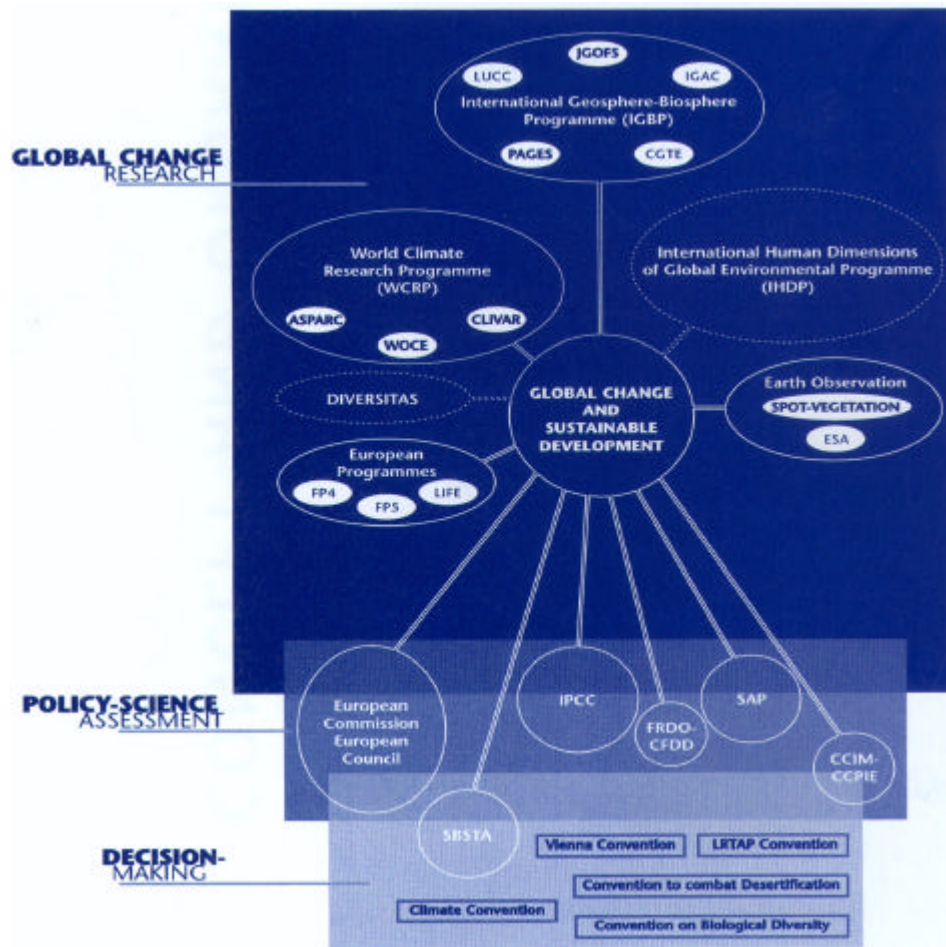 JGOFS
LUCC
IGAC
International Geosphere-Biosphere
Programme (IGBP)
PAGES
CGTE
GLOBAL CHANGE
RESEARCH
World Climate
Research Programme
(WCRP)
ASPARC
CLIVAR
WOCE
International Human Dimensions
of Global Environmental Programme
(IHDP)
DIVERSITAS
GLOBAL CHANGE
AND
SUSTAINABLE
DEVELOPMENT
Earth Observation
SPOT-VEGETATION
ESA
European
Programmes
FP4
FP5
LIFE
POLICY-SCIENCE
ASSESSMENT
European
Commission
European
Council
IPCC
FRDO-
CFDD
SAP
CCIM-
CCPIE
SBSTA
DECISION-
MAKING
Vienna Convention
LRTAP Convention
Convention to combat Desertification
Climate Convention
Convention on Biological Diversity